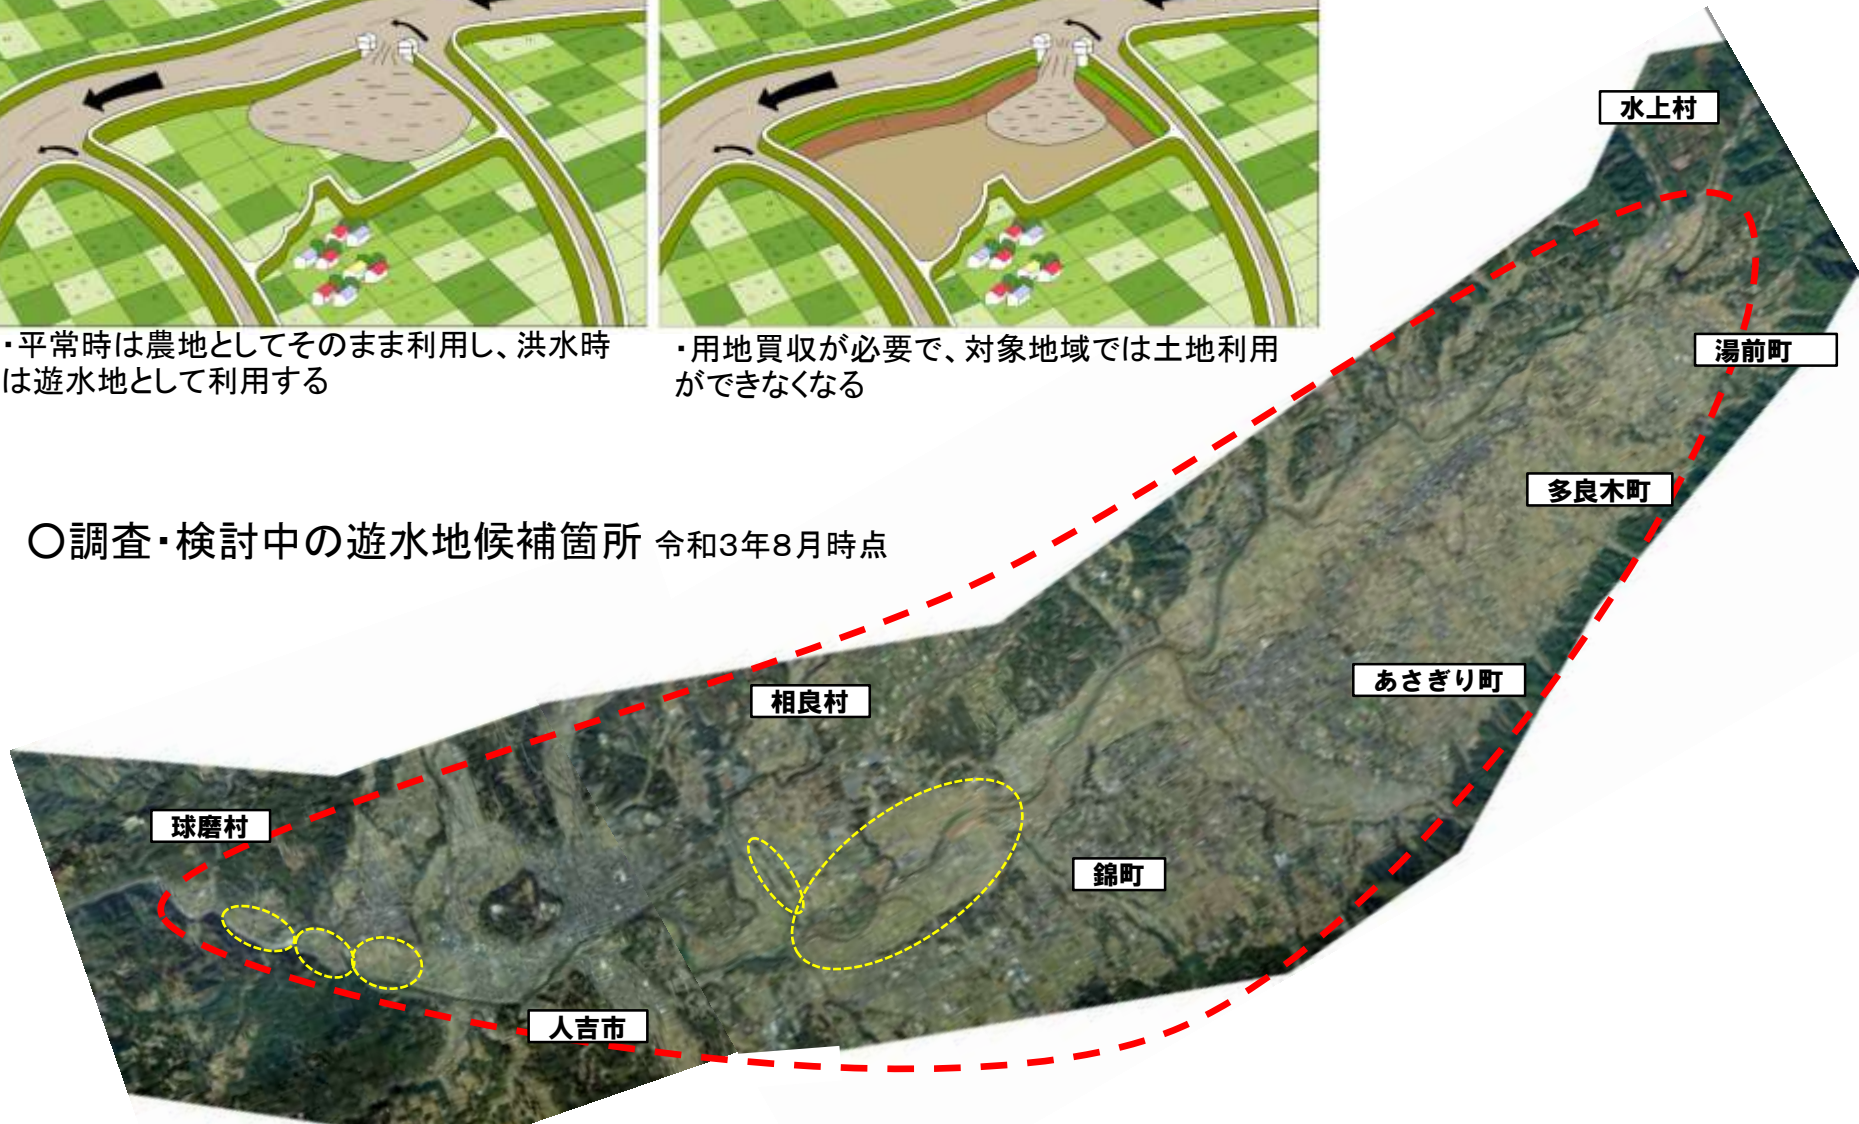 ・平常時は農地としてそのまま利用し、洪水時
は遊水地として利用する
・用地買収が必要で、対象地域では土地利用
ができなくなる
〇調査・検討中の遊水地候補箇所 令和3年8月時点
水上村
湯前町
多良木町
あさぎり町
相良村
球磨村
錦町
人吉市